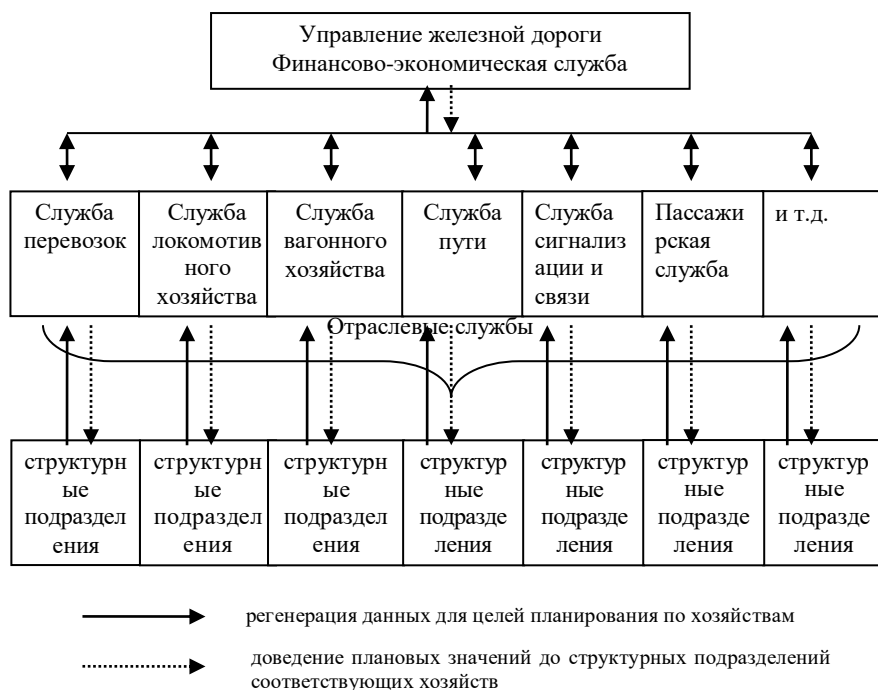 Управление железной дороги
Финансово-экономическая служба
Служба
перевозок
Служба
локомотив
ного
хозяйства
Служба
вагонного
хозяйства
Служба
пути
Служба
сигнализ
ации и
связи
Пассажи
рская
служба
и т.д.
Отраслевые службы
структурн
ые
подраздел
ения
структурн
ые
подраздел
ения
структурн
ые
подраздел
ения
структур
ные
подразде
ления
структур
ные
подразде
ления
структур
ные
подразде
ления
структур
ные
подразде
ления
регенерация данных для целей планирования по хозяйствам
доведение плановых значений до структурных подразделений
соответствующих хозяйств